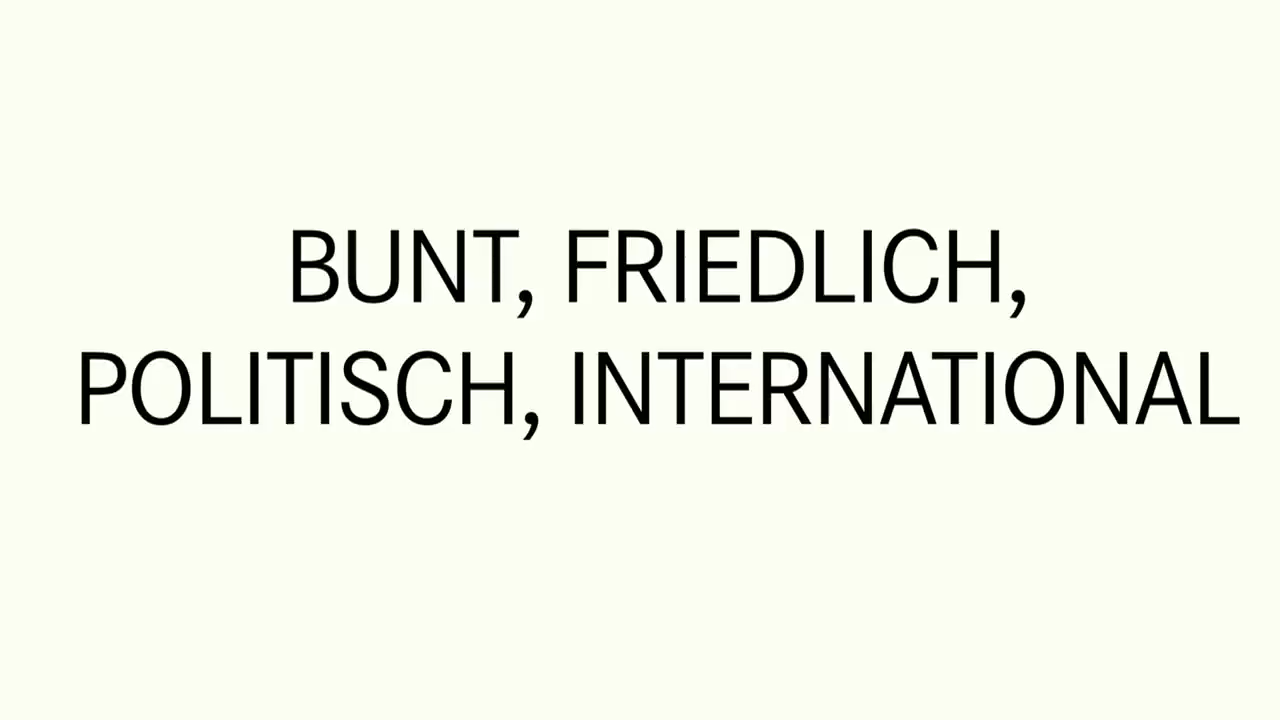 BUNT, FRIEDLICH,
POLITISCH, INTERNATIONAL